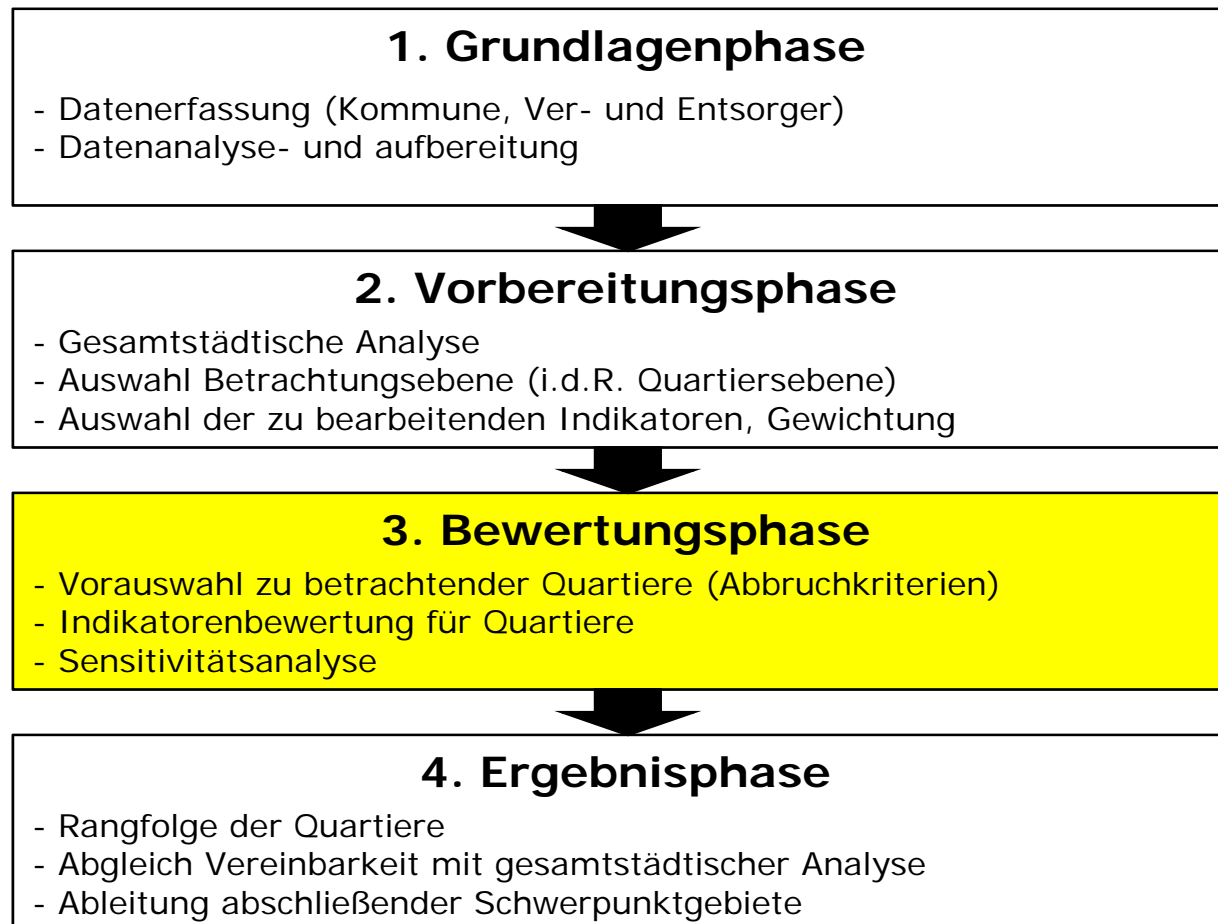 1. Grundlagenphase
- Datenerfassung (Kommune, Ver- und Entsorger)
- Datenanalyse- und aufbereitung
2. Vorbereitungsphase
- Gesamtstädtische Analyse
- Auswahl Betrachtungsebene (i.d.R. Quartiersebene)
- Auswahl der zu bearbeitenden Indikatoren, Gewichtung
3. Bewertungsphase
- Vorauswahl zu betrachtender Quartiere (Abbruchkriterien)
- Indikatorenbewertung für Quartiere
- Sensitivitätsanalyse
4. Ergebnisphase
- Rangfolge der Quartiere
- Abgleich Vereinbarkeit mit gesamtstädtischer Analyse
- Ableitung abschließender Schwerpunktgebiete